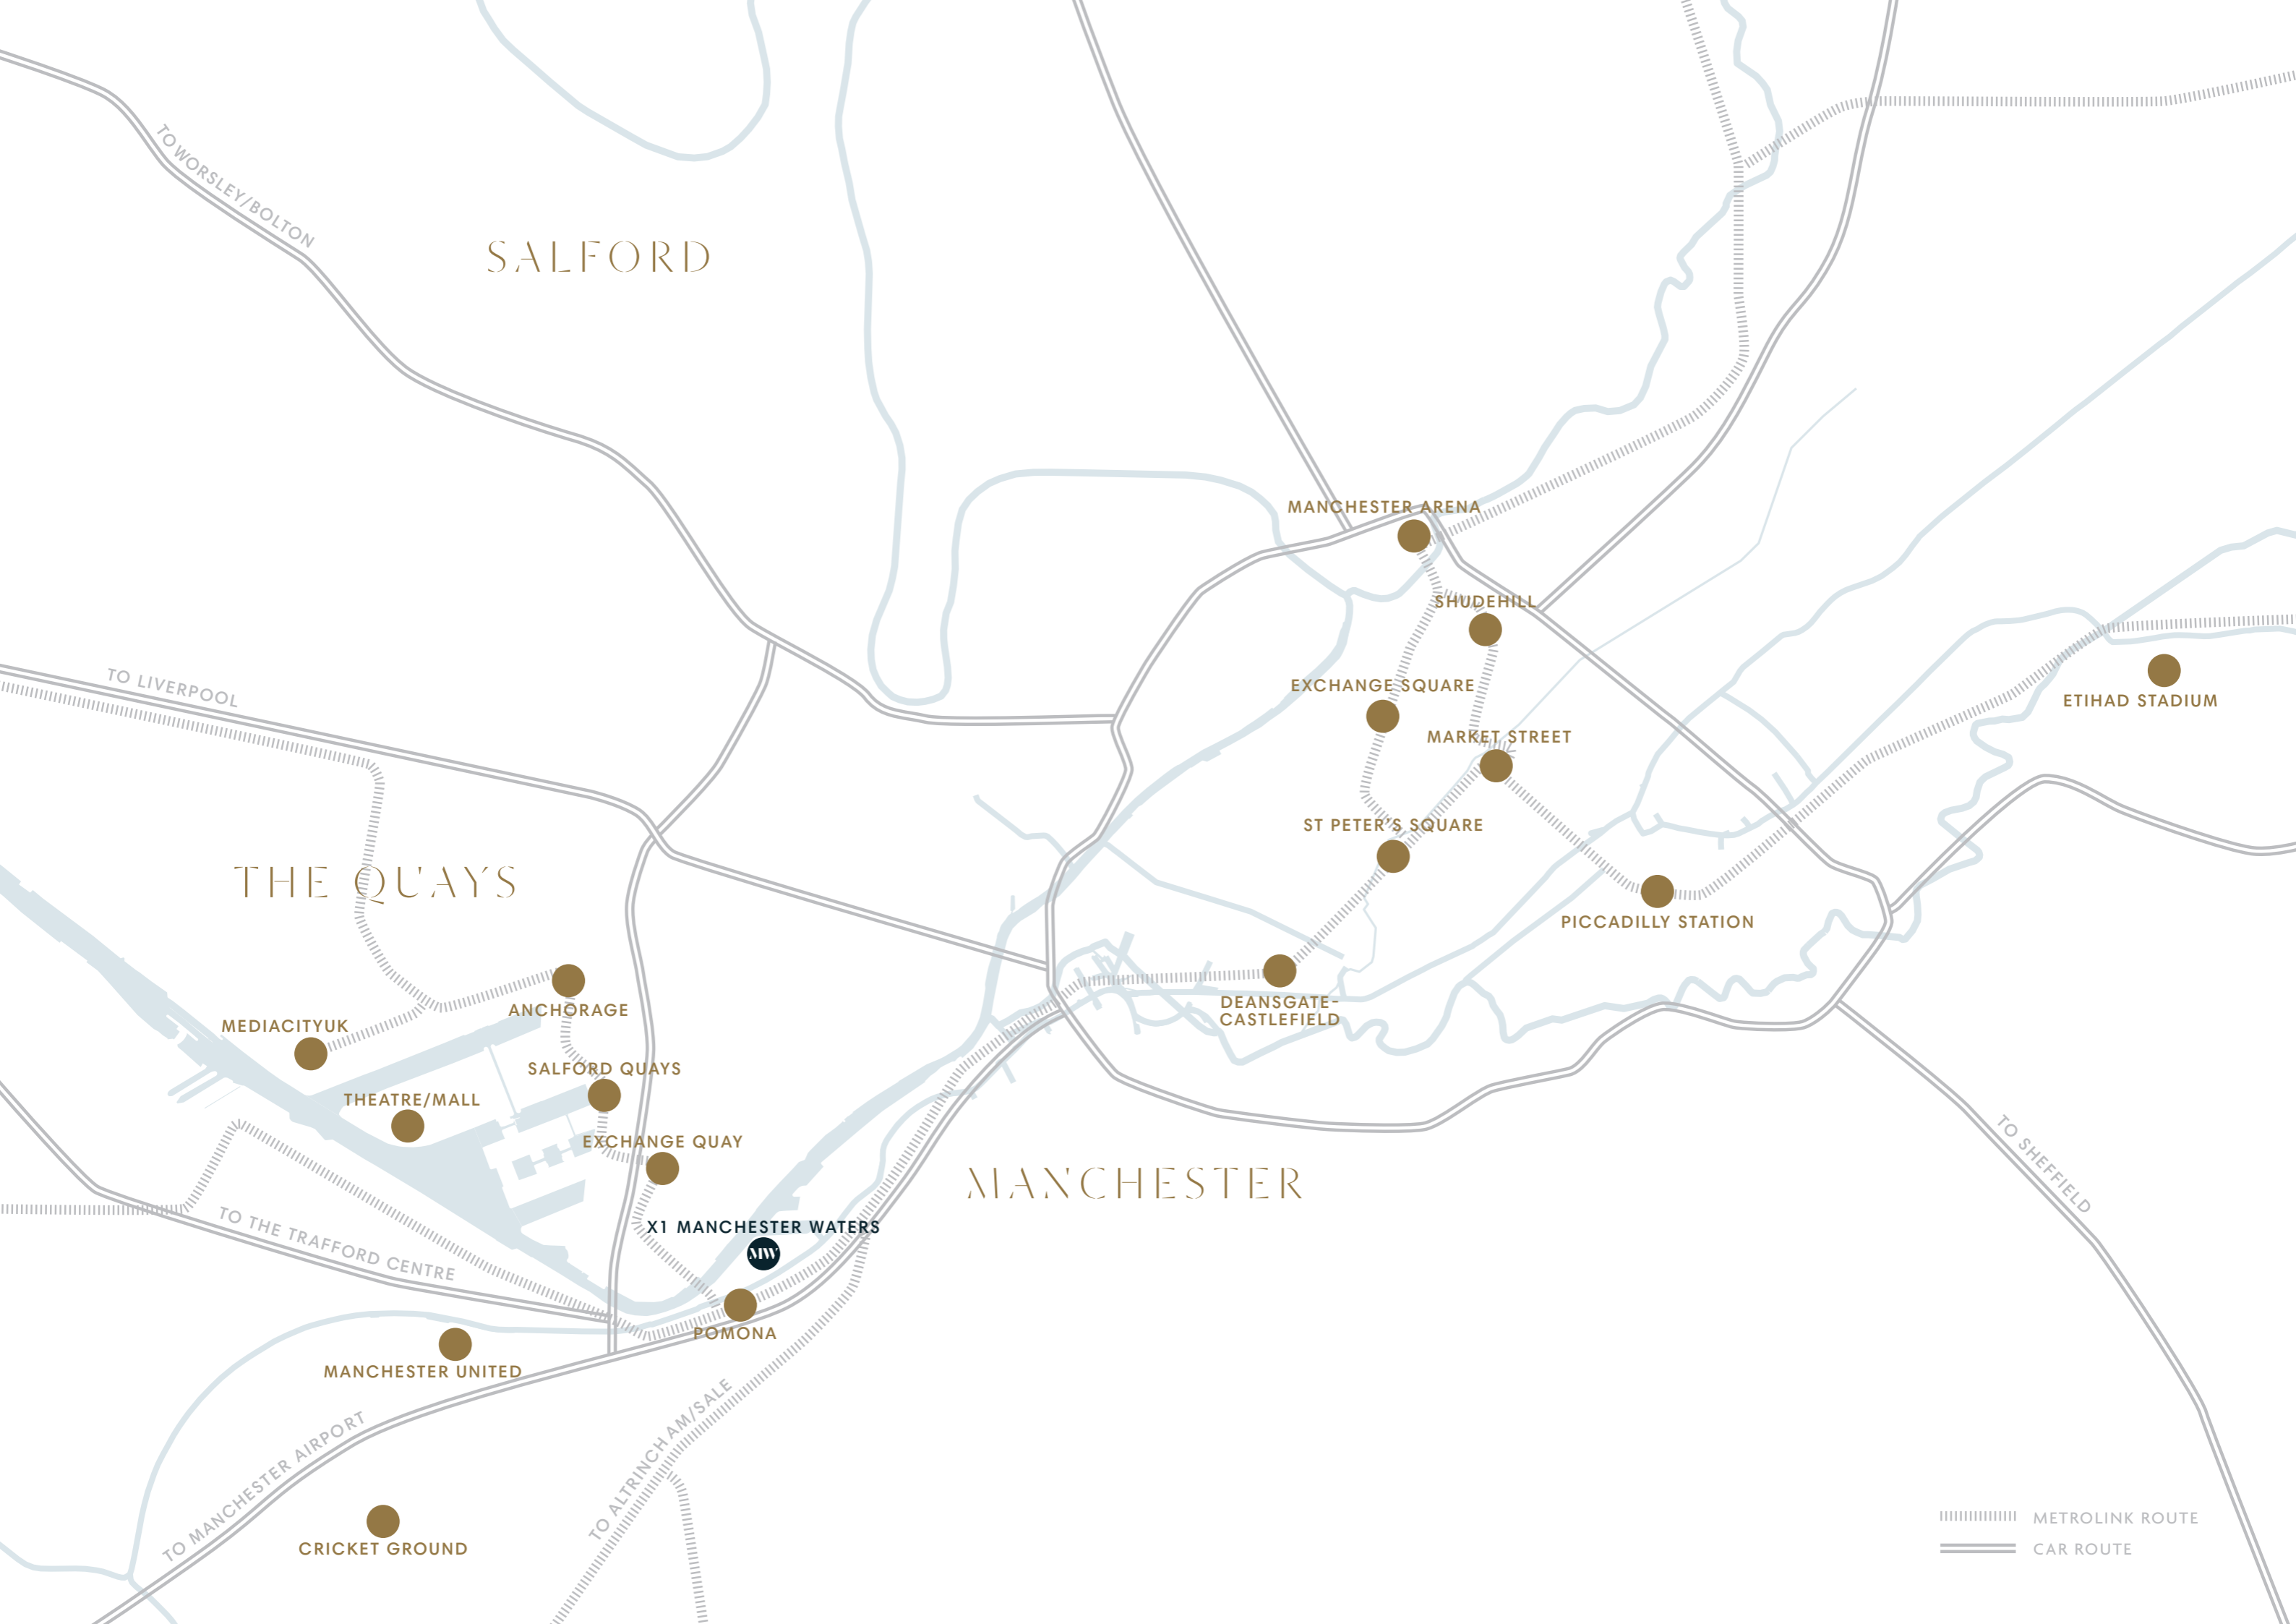 TO WORSLEY/BOLTON
SALFORD
MANCHESTER ARENA
SHUDEHILL
TO LIVERPOOL
EXCHANGE SQUARE
ETIHAD STADIUM
MARKET STREET
ST PETER'S SQUARE
THE QUAYS
PICCADILLY STATION
ANCHORAGE
DEANSGATE-
CASTLEFIELD
MEDIACITYUK
SALFORD QUAYS
THEATRE/MALL
EXCHANGE QUAY
TO SHEFFIELD
MANCHESTER
X1 MANCHESTER WATERS
MW
TO THE TRAFFORD CENTRE
POMONA
MANCHESTER UNITED
TO MANCHESTER AIRPORT
TO ALTRINCHAM/SALE
CRICKET GROUND
METROLINK ROUTE
CAR ROUTE